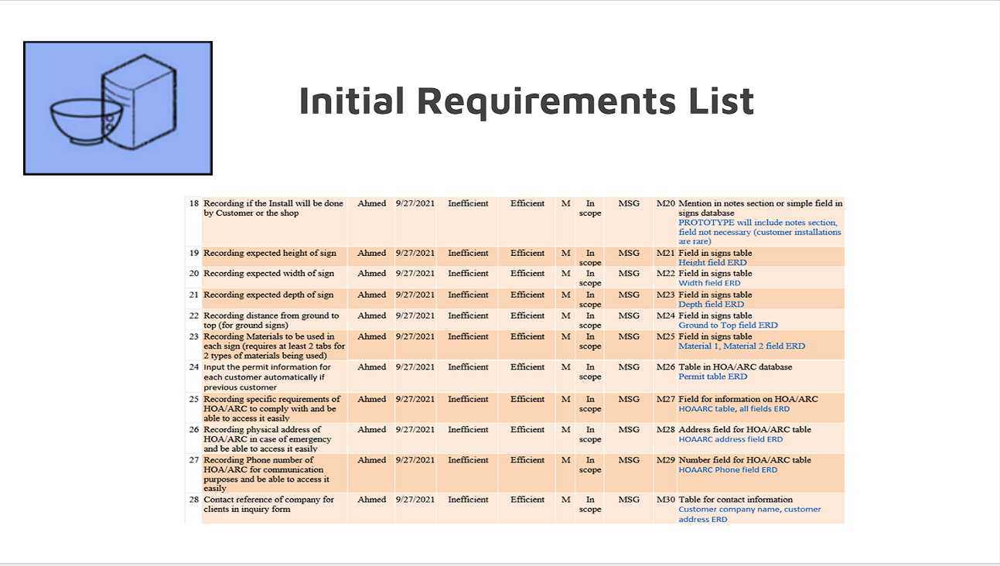 Initial Requirements List
18 Recording if the Install will be done Ahmed 9/27/2021 Inefficient Efficient M In MSG M20 Mention in notes section or simple field in
by Customer or the shop scope signs database
PROTOTYPE will include notes section,
field not necessary (customer installations
are rare)
19 Recording expected height of sign Ahmed 9/27/2021 Inefficient Efficient M In MSG M21 Field in signs table
scope Height field ERD
20 Recording expected width of sign Ahmed 9/27/2021 Inefficient Efficient M In MSG M22 Field in signs table
scope Width field ERD
21 Recording expected depth of sign Ahmed 9/27/2021 Inefficient Efficient M In MSG M23 Field in signs table
scope Depth field ERD
22 Recording distance from ground to Ahmed 9/27/2021 Inefficient Efficient M In MSG M24 Field in signs table
top (for ground signs) scope Ground to Top field ERD
23 Recording Materials to be used in Ahmed 9/27/2021 Inefficient Efficient M In MSG M25 Field in signs table
each sign (requires at least 2 tabs for scope Material 1, Material 2 field ERD
2 types of materials being used)
24 Input the permit information for Ahmed 9/27/2021 Inefficient Efficient M In MSG M26 Table in HOA/ARC database
each customer automatically if scope Permit table ERD
previous customer
25 Recording specific requirements of Ahmed 9/27/2021 Inefficient Efficient M In MSG M27 Field for information on HOA/ARC
HOA/ARC to comply with and be scope HOAARC table, all fields ERD
able to access it easily
26 Recording physical address of Ahmed 9/27/2021 Inefficient Efficient M In MSG M28 Address field for HOA/ARC table
HOA/ARC in case of emergency scope HOAARC address field ERD
and be able to access it easily
27 Recording Phone number of Ahmed 9/27/2021 Inefficient Efficient M In MSG M29 Number field for HOA/ARC table
HOA/ARC for communication scope HOAARC Phone field ERD
purposes and be able to access it
easily
28 Contact reference of company for Ahmed 9/27/2021 Inefficient Efficient M In MSG M30 Table for contact information
clients in inquiry form scope Customer company name, customer
address ERD